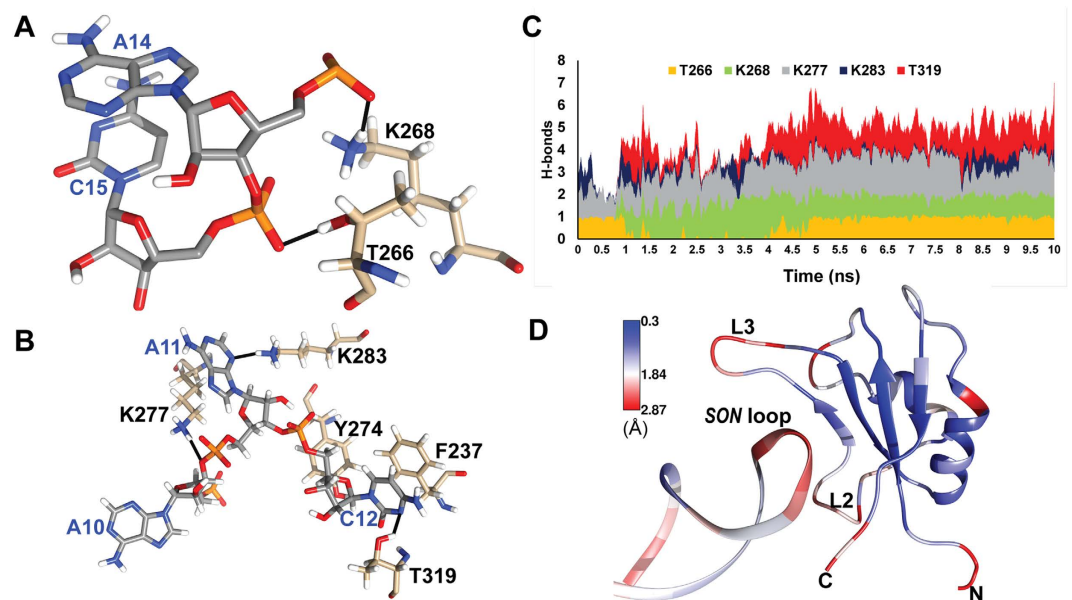 A
A14
C15
K268
T266
B
A11
K283
K277
Y274
F237
A10
C12
T319
C
T266 K268 K277 K283 T319
H-bonds
8
7
6
5
4
3
2
1
0
0 0.5 1 1.5 2 2.5 3 3.5 4 4.5 5 5.5 6 6.5 7 7.5 8 8.5 9 9.5 10
Time (ns)
D
0.3
1.84
2.87
(Å)
L3
SON loop
L2
C
N